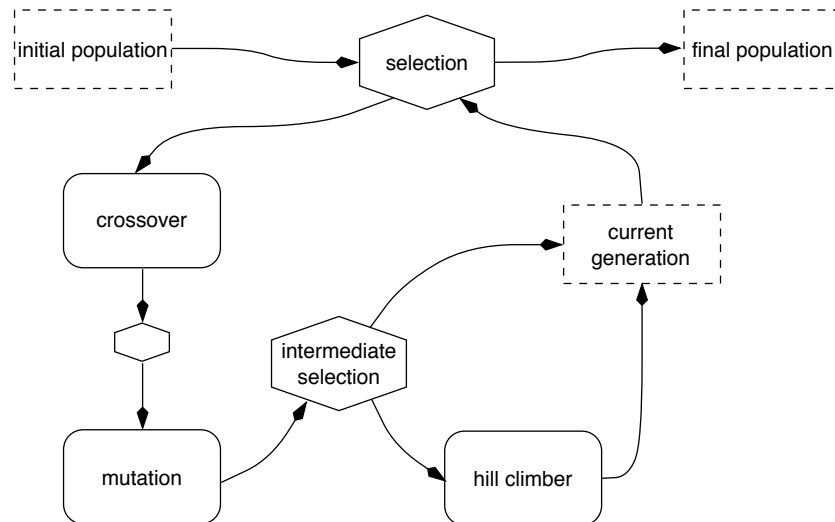 initial population
selection
final population
crossover
current
generation
intermediate
selection
mutation
hill climber